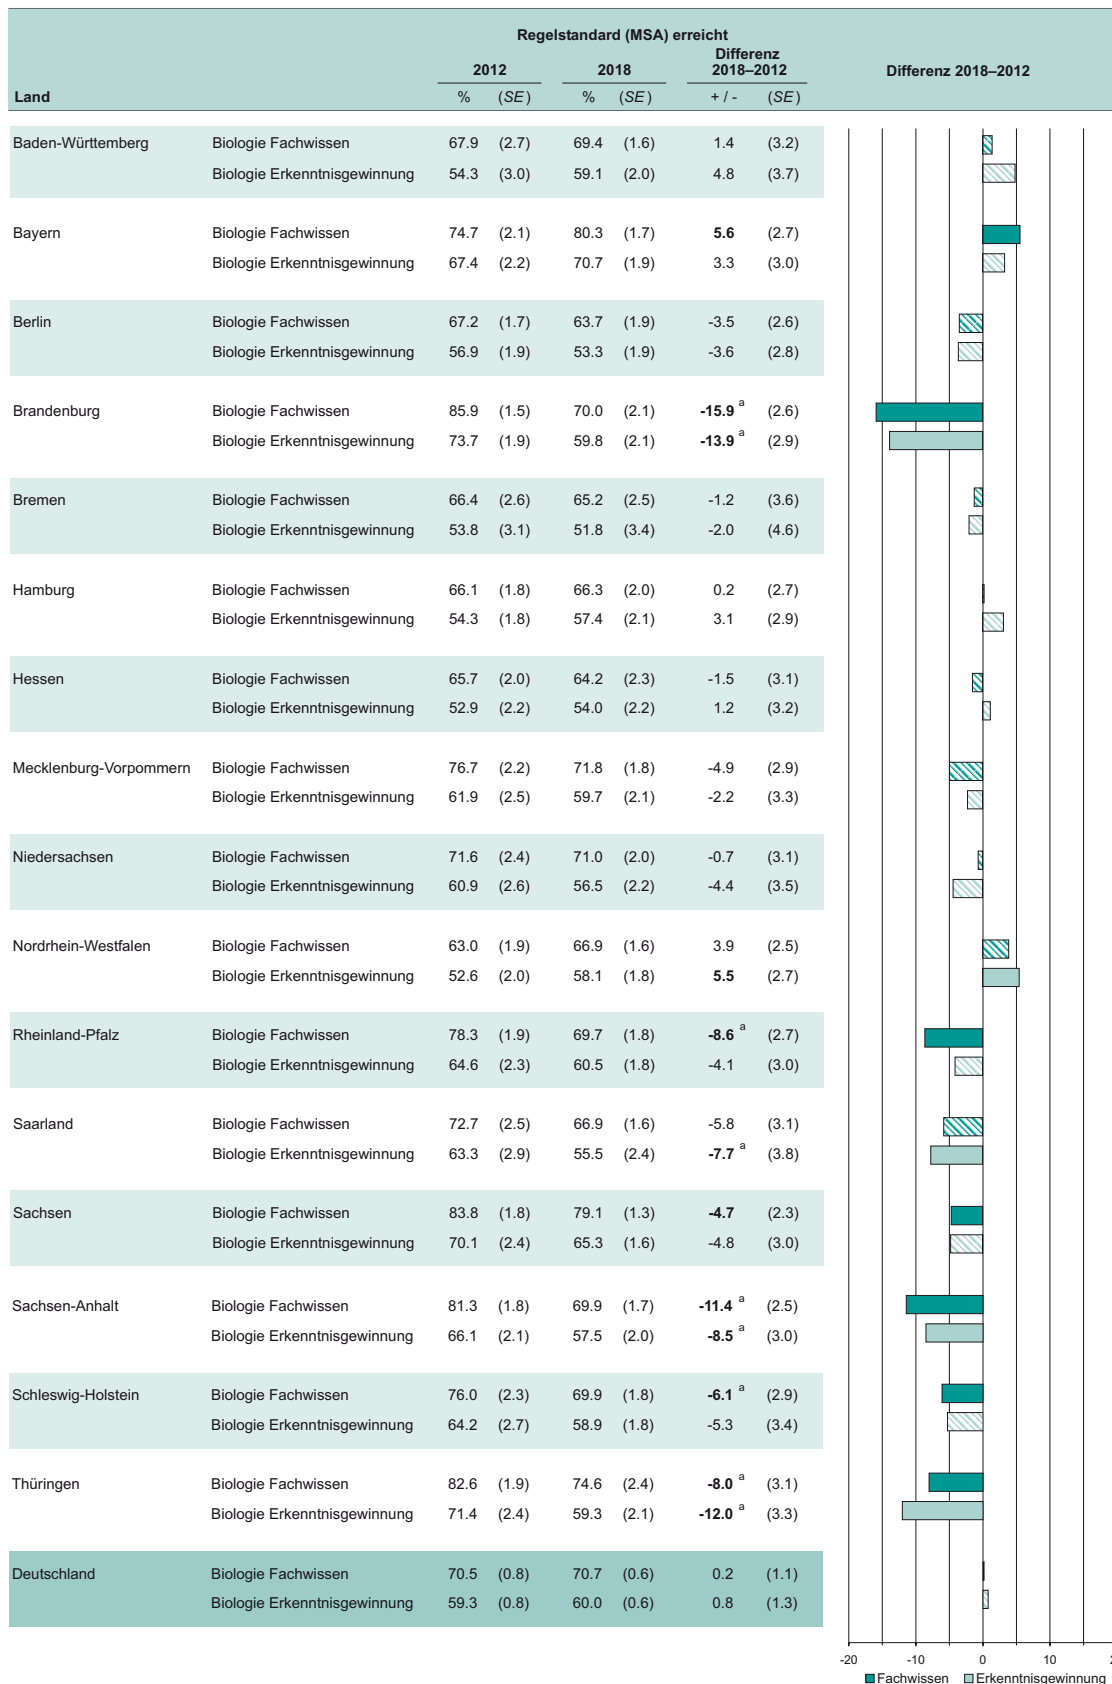 Regelstandard (MSA) erreicht
2012 2018 Differenz 2018–2012 Differenz 2018–2012
Land % (SE) % (SE) + / - (SE)
Baden-Württemberg Biologie Fachwissen 67.9 (2.7) 69.4 (1.6) 1.4 (3.2)
Biologie Erkenntnisgewinnung 54.3 (3.0) 59.1 (2.0) 4.8 (3.7)
Bayern Biologie Fachwissen 74.7 (2.1) 80.3 (1.7) 5.6 (2.7)
Biologie Erkenntnisgewinnung 67.4 (2.2) 70.7 (1.9) 3.3 (3.0)
Berlin Biologie Fachwissen 67.2 (1.7) 63.7 (1.9) -3.5 (2.6)
Biologie Erkenntnisgewinnung 56.9 (1.9) 53.3 (1.9) -3.6 (2.8)
Brandenburg Biologie Fachwissen 85.9 (1.5) 70.0 (2.1) -15.9 a (2.6)
Biologie Erkenntnisgewinnung 73.7 (1.9) 59.8 (2.1) -13.9 a (2.9)
Bremen Biologie Fachwissen 66.4 (2.6) 65.2 (2.5) -1.2 (3.6)
Biologie Erkenntnisgewinnung 53.8 (3.1) 51.8 (3.4) -2.0 (4.6)
Hamburg Biologie Fachwissen 66.1 (1.8) 66.3 (2.0) 0.2 (2.7)
Biologie Erkenntnisgewinnung 54.3 (1.8) 57.4 (2.1) 3.1 (2.9)
Hessen Biologie Fachwissen 65.7 (2.0) 64.2 (2.3) -1.5 (3.1)
Biologie Erkenntnisgewinnung 52.9 (2.2) 54.0 (2.2) 1.2 (3.2)
Mecklenburg-Vorpommern Biologie Fachwissen 76.7 (2.2) 71.8 (1.8) -4.9 (2.9)
Biologie Erkenntnisgewinnung 61.9 (2.5) 59.7 (2.1) -2.2 (3.3)
Niedersachsen Biologie Fachwissen 71.6 (2.4) 71.0 (2.0) -0.7 (3.1)
Biologie Erkenntnisgewinnung 60.9 (2.6) 56.5 (2.2) -4.4 (3.5)
Nordrhein-Westfalen Biologie Fachwissen 63.0 (1.9) 66.9 (1.6) 3.9 (2.5)
Biologie Erkenntnisgewinnung 52.6 (2.0) 58.1 (1.8) 5.5 (2.7)
Rheinland-Pfalz Biologie Fachwissen 78.3 (1.9) 69.7 (1.8) -8.6 a (2.7)
Biologie Erkenntnisgewinnung 64.6 (2.3) 60.5 (1.8) -4.1 (3.0)
Saarland Biologie Fachwissen 72.7 (2.5) 66.9 (1.6) -5.8 (3.1)
Biologie Erkenntnisgewinnung 63.3 (2.9) 55.5 (2.4) -7.7 a (3.8)
Sachsen Biologie Fachwissen 83.8 (1.8) 79.1 (1.3) -4.7 (2.3)
Biologie Erkenntnisgewinnung 70.1 (2.4) 65.3 (1.6) -4.8 (3.0)
Sachsen-Anhalt Biologie Fachwissen 81.3 (1.8) 69.9 (1.7) -11.4 a (2.5)
Biologie Erkenntnisgewinnung 66.1 (2.1) 57.5 (2.0) -8.5 a (3.0)
Schleswig-Holstein Biologie Fachwissen 76.0 (2.3) 69.9 (1.8) -6.1 a (2.9)
Biologie Erkenntnisgewinnung 64.2 (2.7) 58.9 (1.8) -5.3 (3.4)
Thüringen Biologie Fachwissen 82.6 (1.9) 74.6 (2.4) -8.0 a (3.1)
Biologie Erkenntnisgewinnung 71.4 (2.4) 59.3 (2.1) -12.0 a (3.3)
Deutschland Biologie Fachwissen 70.5 (0.8) 70.7 (0.6) 0.2 (1.1)
Biologie Erkenntnisgewinnung 59.3 (0.8) 60.0 (0.6) 0.8 (1.3)
-20 -10 0 10
Fachwissen Erkenntnisgewinnung